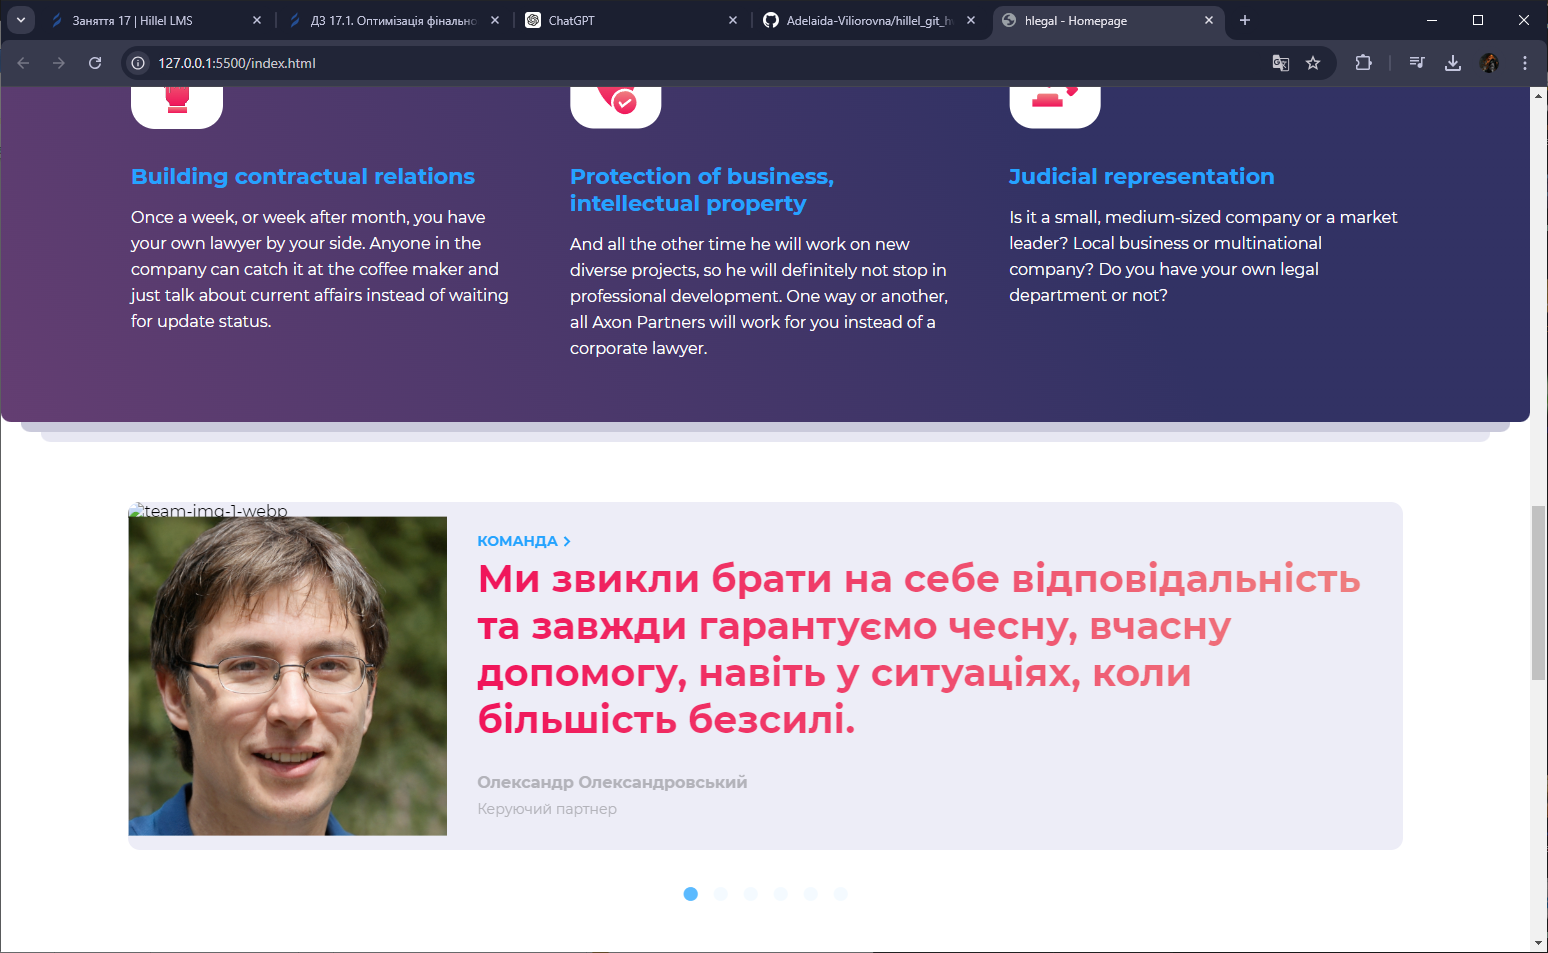 Заняття 17 | Hillel LMS
ДЗ 17.1. Оптимізація фінально
ChatGPT
Adelaida-Viliorovna/hillel_git_h
hlegal - Homepage
127.0.0.1:5500/index.html
Building contractual relations
Once a week, or week after month, you have
your own lawyer by your side. Anyone in the
company can catch it at the coffee maker and
just talk about current affairs instead of waiting
for update status.
Protection of business,
intellectual property
And all the other time he will work on new
diverse projects, so he will definitely not stop in
professional development. One way or another,
all Axon Partners will work for you instead of a
corporate lawyer.
Judicial representation
Is it a small, medium-sized company or a market
leader? Local business or multinational
company? Do you have your own legal
department or not?
team-img-1-webp
КОМАНДА
Ми звикли брати на себе відповідальність
та завжди гарантуємо чесну, вчасну
допомогу, навіть у ситуаціях, коли
більшість безсилі.
Олександр Олександровський
Керуючий партнер